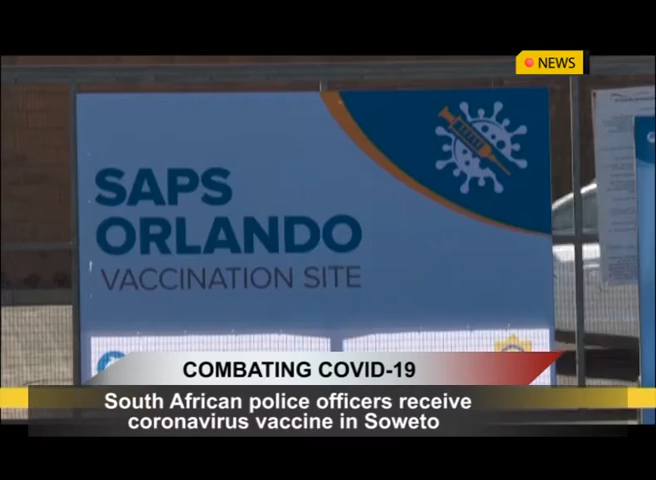 NEWS
SAPS
ORLANDO
VACCINATION SITE
COMBATING COVID-19
South African police officers receive
coronavirus vaccine in Soweto